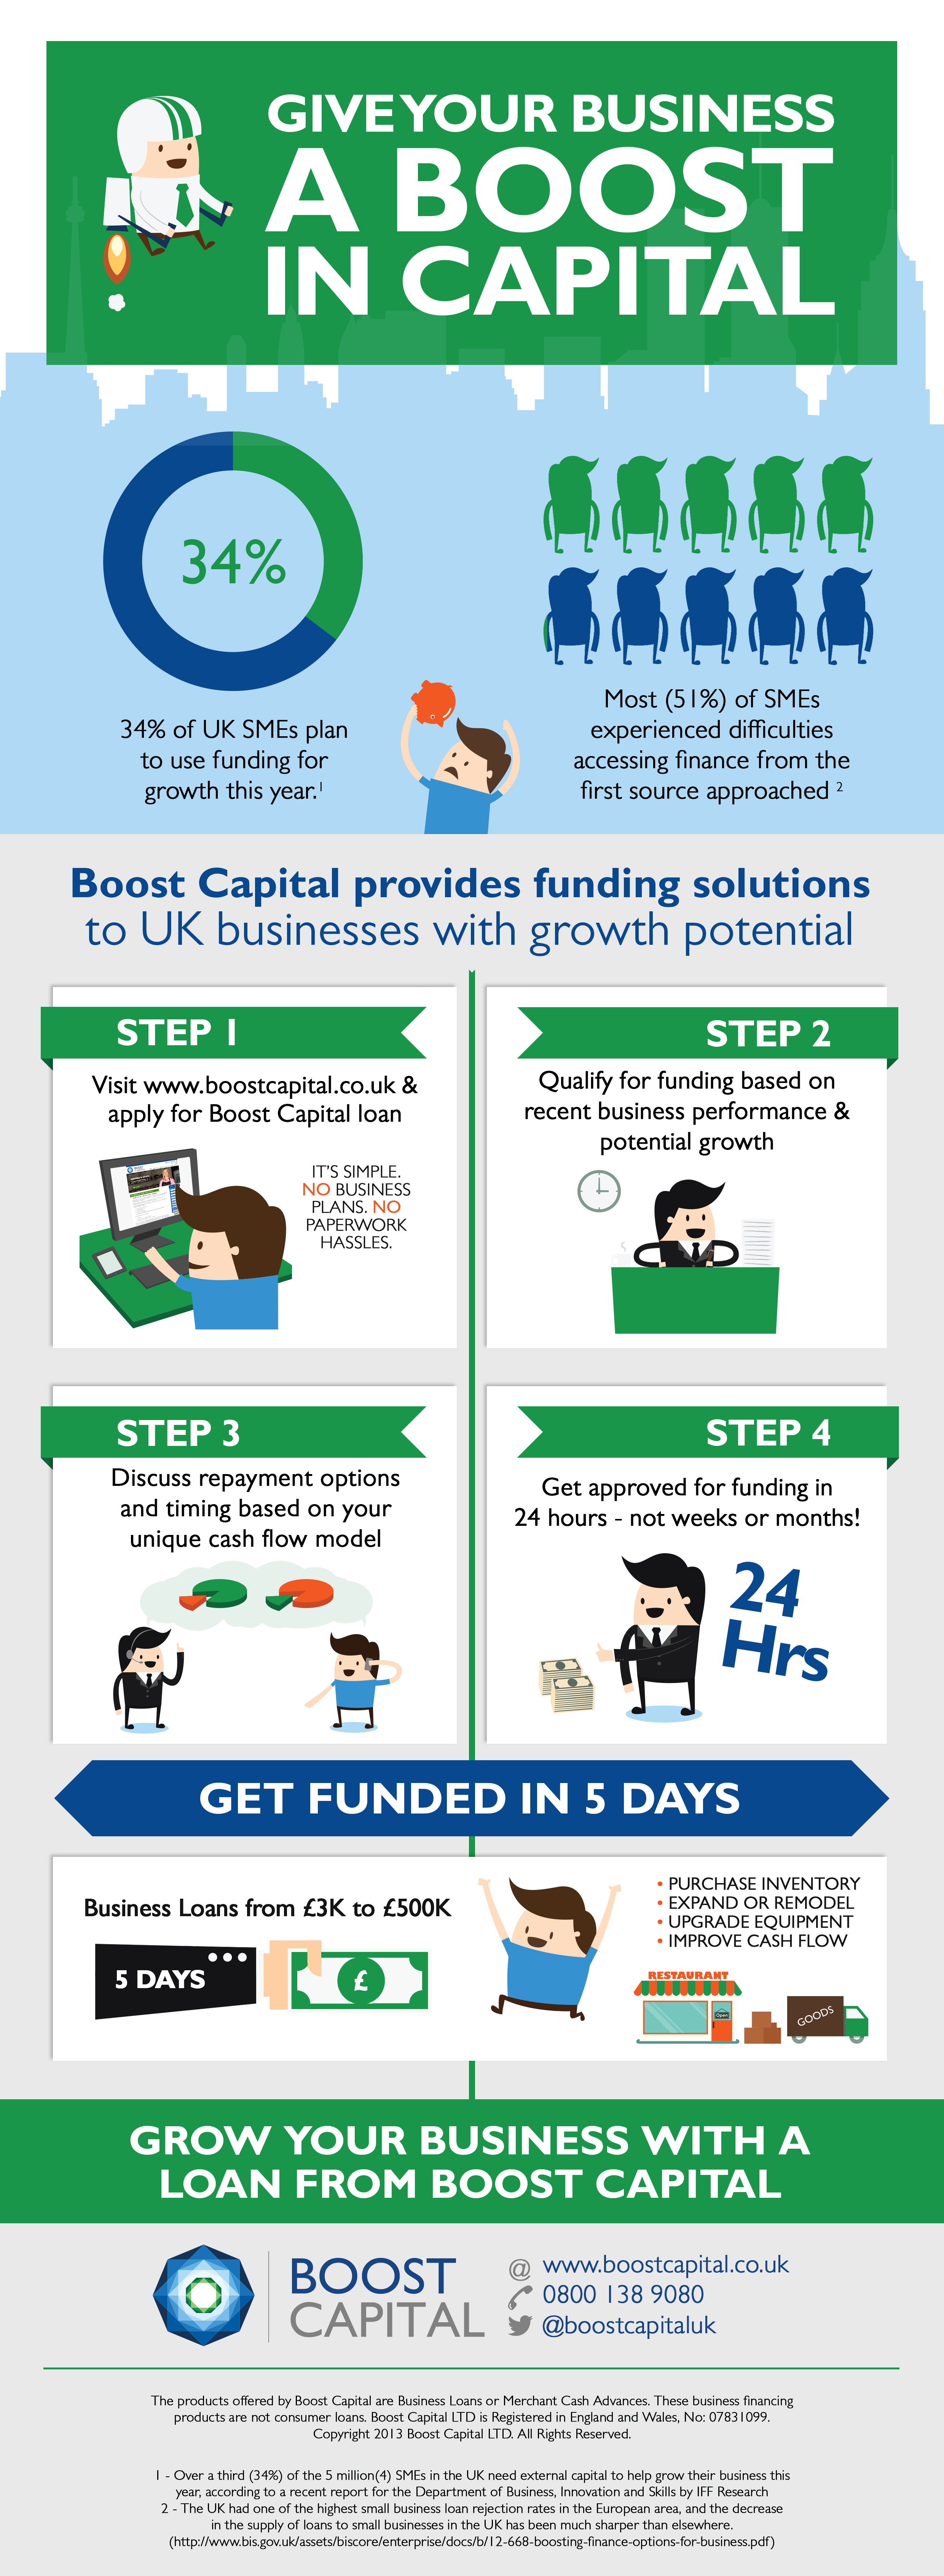 GIVE YOUR BUSINESS
A BOOST
IN CAPITAL
34%
34% of UK SMEs plan
to use funding for
growth this year.1
Most (51%) of SMEs
experienced difficulties
accessing finance from the
first source approached 2
Boost Capital provides funding solutions
to UK businesses with growth potential
STEP 1
Visit www.boostcapital.co.uk &
apply for Boost Capital loan
IT'S SIMPLE.
NO BUSINESS
PLANS. NO
PAPERWORK
HASSLES.
STEP 2
Qualify for funding based on
recent business performance &
potential growth
STEP 3
Discuss repayment options
and timing based on your
unique cash flow model
STEP 4
Get approved for funding in
24 hours - not weeks or months!
24
Hrs
GET FUNDED IN 5 DAYS
Business Loans from £3K to £500K
5 DAYS
£
• PURCHASE INVENTORY
• EXPAND OR REMODEL
• UPGRADE EQUIPMENT
• IMPROVE CASH FLOW
RESTAURANT
Open
GOODS
GROW YOUR BUSINESS WITH A
LOAN FROM BOOST CAPITAL
BOOST
CAPITAL
@ www.boostcapital.co.uk
0800 138 9080
@boostcapitaluk
The products offered by Boost Capital are Business Loans or Merchant Cash Advances. These business financing
products are not consumer loans. Boost Capital LTD is Registered in England and Wales, No: 07831099.
Copyright 2013 Boost Capital LTD. All Rights Reserved.
1 - Over a third (34%) of the 5 million(4) SMEs in the UK need external capital to help grow their business this
year, according to a recent report for the Department of Business, Innovation and Skills by IFF Research
2 - The UK had one of the highest small business loan rejection rates in the European area, and the decrease
in the supply of loans to small businesses in the UK has been much sharper than elsewhere.
(http://www.bis.gov.uk/assets/biscore/enterprise/docs/b/12-668-boosting-finance-options-for-business.pdf)